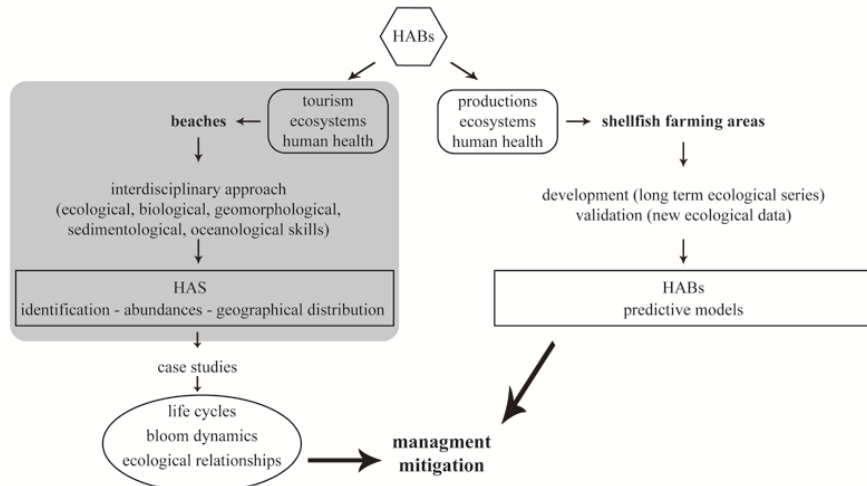 HABs
tourism
ecosystems
human health
beaches
interdisciplinary approach
(ecological, biological, geomorphological,
sedimentological, oceanological skills)
HAS
identification - abundances - geographical distribution
case studies
life cycles
bloom dynamics
ecological relationships
productions
ecosystems
human health
shellfish farming areas
development (long term ecological series)
validation (new ecological data)
HABs
predictive models
managment
mitigation